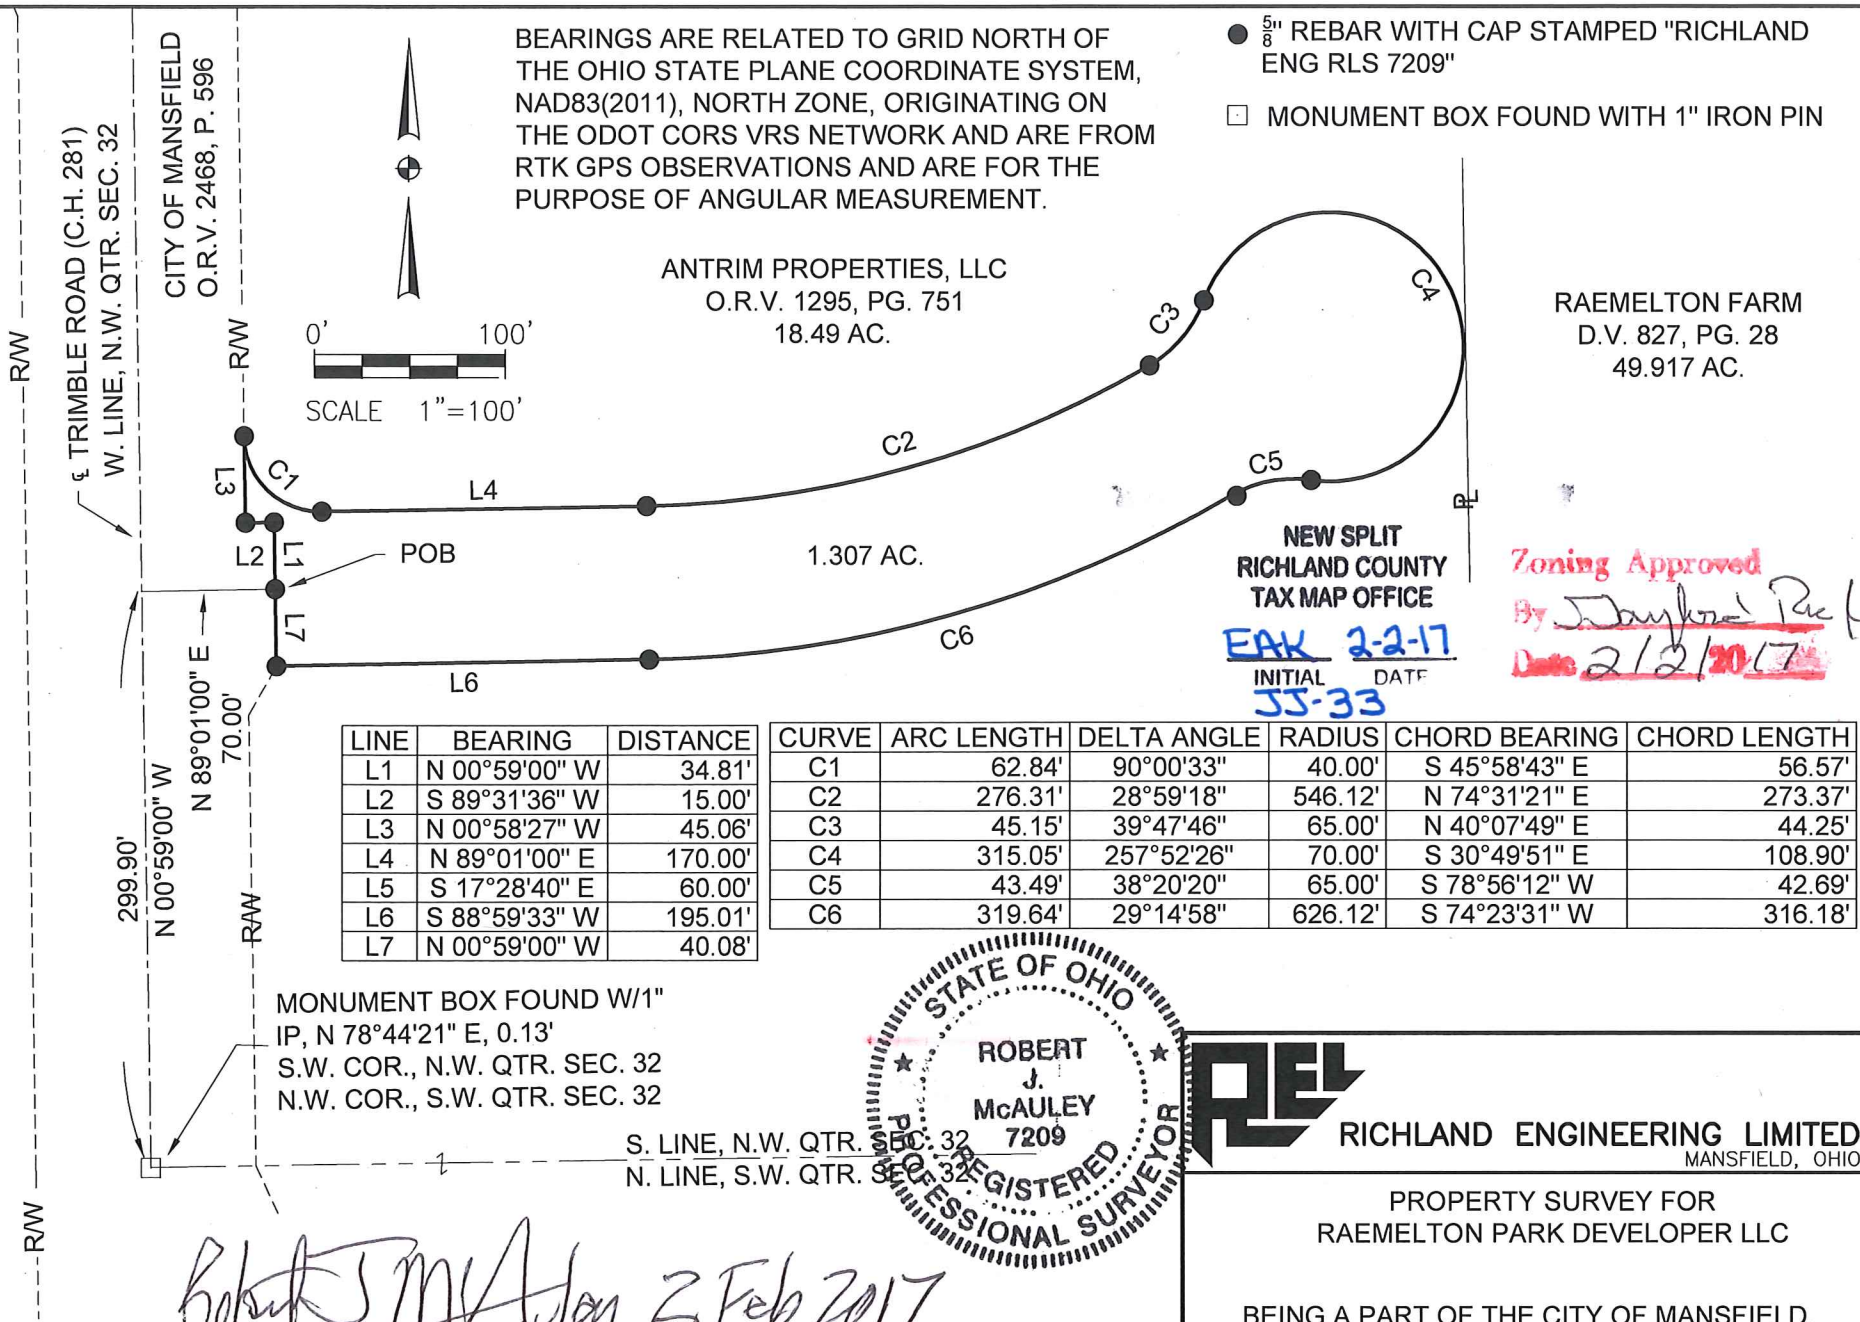 BEARINGS ARE RELATED TO GRID NORTH OF
THE OHIO STATE PLANE COORDINATE SYSTEM,
NAD83(2011), NORTH ZONE, ORIGINATING ON
THE ODOT CORS VRS NETWORK AND ARE FROM
RTK GPS OBSERVATIONS AND ARE FOR THE
PURPOSE OF ANGULAR MEASUREMENT.
5/8" REBAR WITH CAP STAMPED "RICHLAND
ENG RLS 7209"
MONUMENT BOX FOUND WITH 1" IRON PIN
R/W
℄ TRIMBLE ROAD (C.H. 281)
W. LINE, N.W. QTR. SEC. 32
CITY OF MANSFIELD
O.R.V. 2468, P. 596
R/W
0' 100'
SCALE 1"=100'
ANTRIM PROPERTIES, LLC
O.R.V. 1295, PG. 751
18.49 AC.
RAEMELTON FARM
D.V. 827, PG. 28
49.917 AC.
C4
C3
C2
C5
C1
L3
L4
L2
L1
POB
1.307 AC.
L7
L6
C6
PL
NEW SPLIT
RICHLAND COUNTY
TAX MAP OFFICE
EAK 2-2-17
INITIAL DATE
JJ-33
Zoning Approved
By
Date 2/2/2017
N 89°01'00" E
70.00'
299.90'
N 00°59'00" W
R/W
LINE BEARING DISTANCE
L1 N 00°59'00" W 34.81'
L2 S 89°31'36" W 15.00'
L3 N 00°58'27" W 45.06'
L4 N 89°01'00" E 170.00'
L5 S 17°28'40" E 60.00'
L6 S 88°59'33" W 195.01'
L7 N 00°59'00" W 40.08'
CURVE ARC LENGTH DELTA ANGLE RADIUS CHORD BEARING CHORD LENGTH
C1 62.84' 90°00'33" 40.00' S 45°58'43" E 56.57'
C2 276.31' 28°59'18" 546.12' N 74°31'21" E 273.37'
C3 45.15' 39°47'46" 65.00' N 40°07'49" E 44.25'
C4 315.05' 257°52'26" 70.00' S 30°49'51" E 108.90'
C5 43.49' 38°20'20" 65.00' S 78°56'12" W 42.69'
C6 319.64' 29°14'58" 626.12' S 74°23'31" W 316.18'
MONUMENT BOX FOUND W/1"
IP, N 78°44'21" E, 0.13'
S.W. COR., N.W. QTR. SEC. 32
N.W. COR., S.W. QTR. SEC. 32
S. LINE, N.W. QTR. SEC. 32
N. LINE, S.W. QTR. SEC. 32
R/W
STATE OF OHIO
ROBERT
J.
McAULEY
7209
REGISTERED
PROFESSIONAL SURVEYOR
REL
RICHLAND ENGINEERING LIMITED
MANSFIELD, OHIO
PROPERTY SURVEY FOR
RAEMELTON PARK DEVELOPER LLC
BEING A PART OF THE CITY OF MANSFIELD
Robert J McAuley 2 Feb 2017